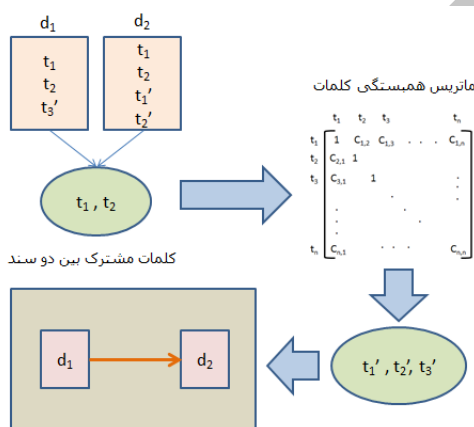 d1
d2
t1
t2
t3′
t1
t2
t1′
t2′
t1 , t2
کلمات مشترک بین دو سند
ماتریس همبستگی کلمات
t1 t2 t3 tn
t1 1 C1,2 C1,3 . . . C1,n
t2 C2,1 1
t3 C3,1 1 .
. . .
. . .
. .
tn Cn,1 . . . Cn,n
t1′ , t2′, t3′
d1
d2